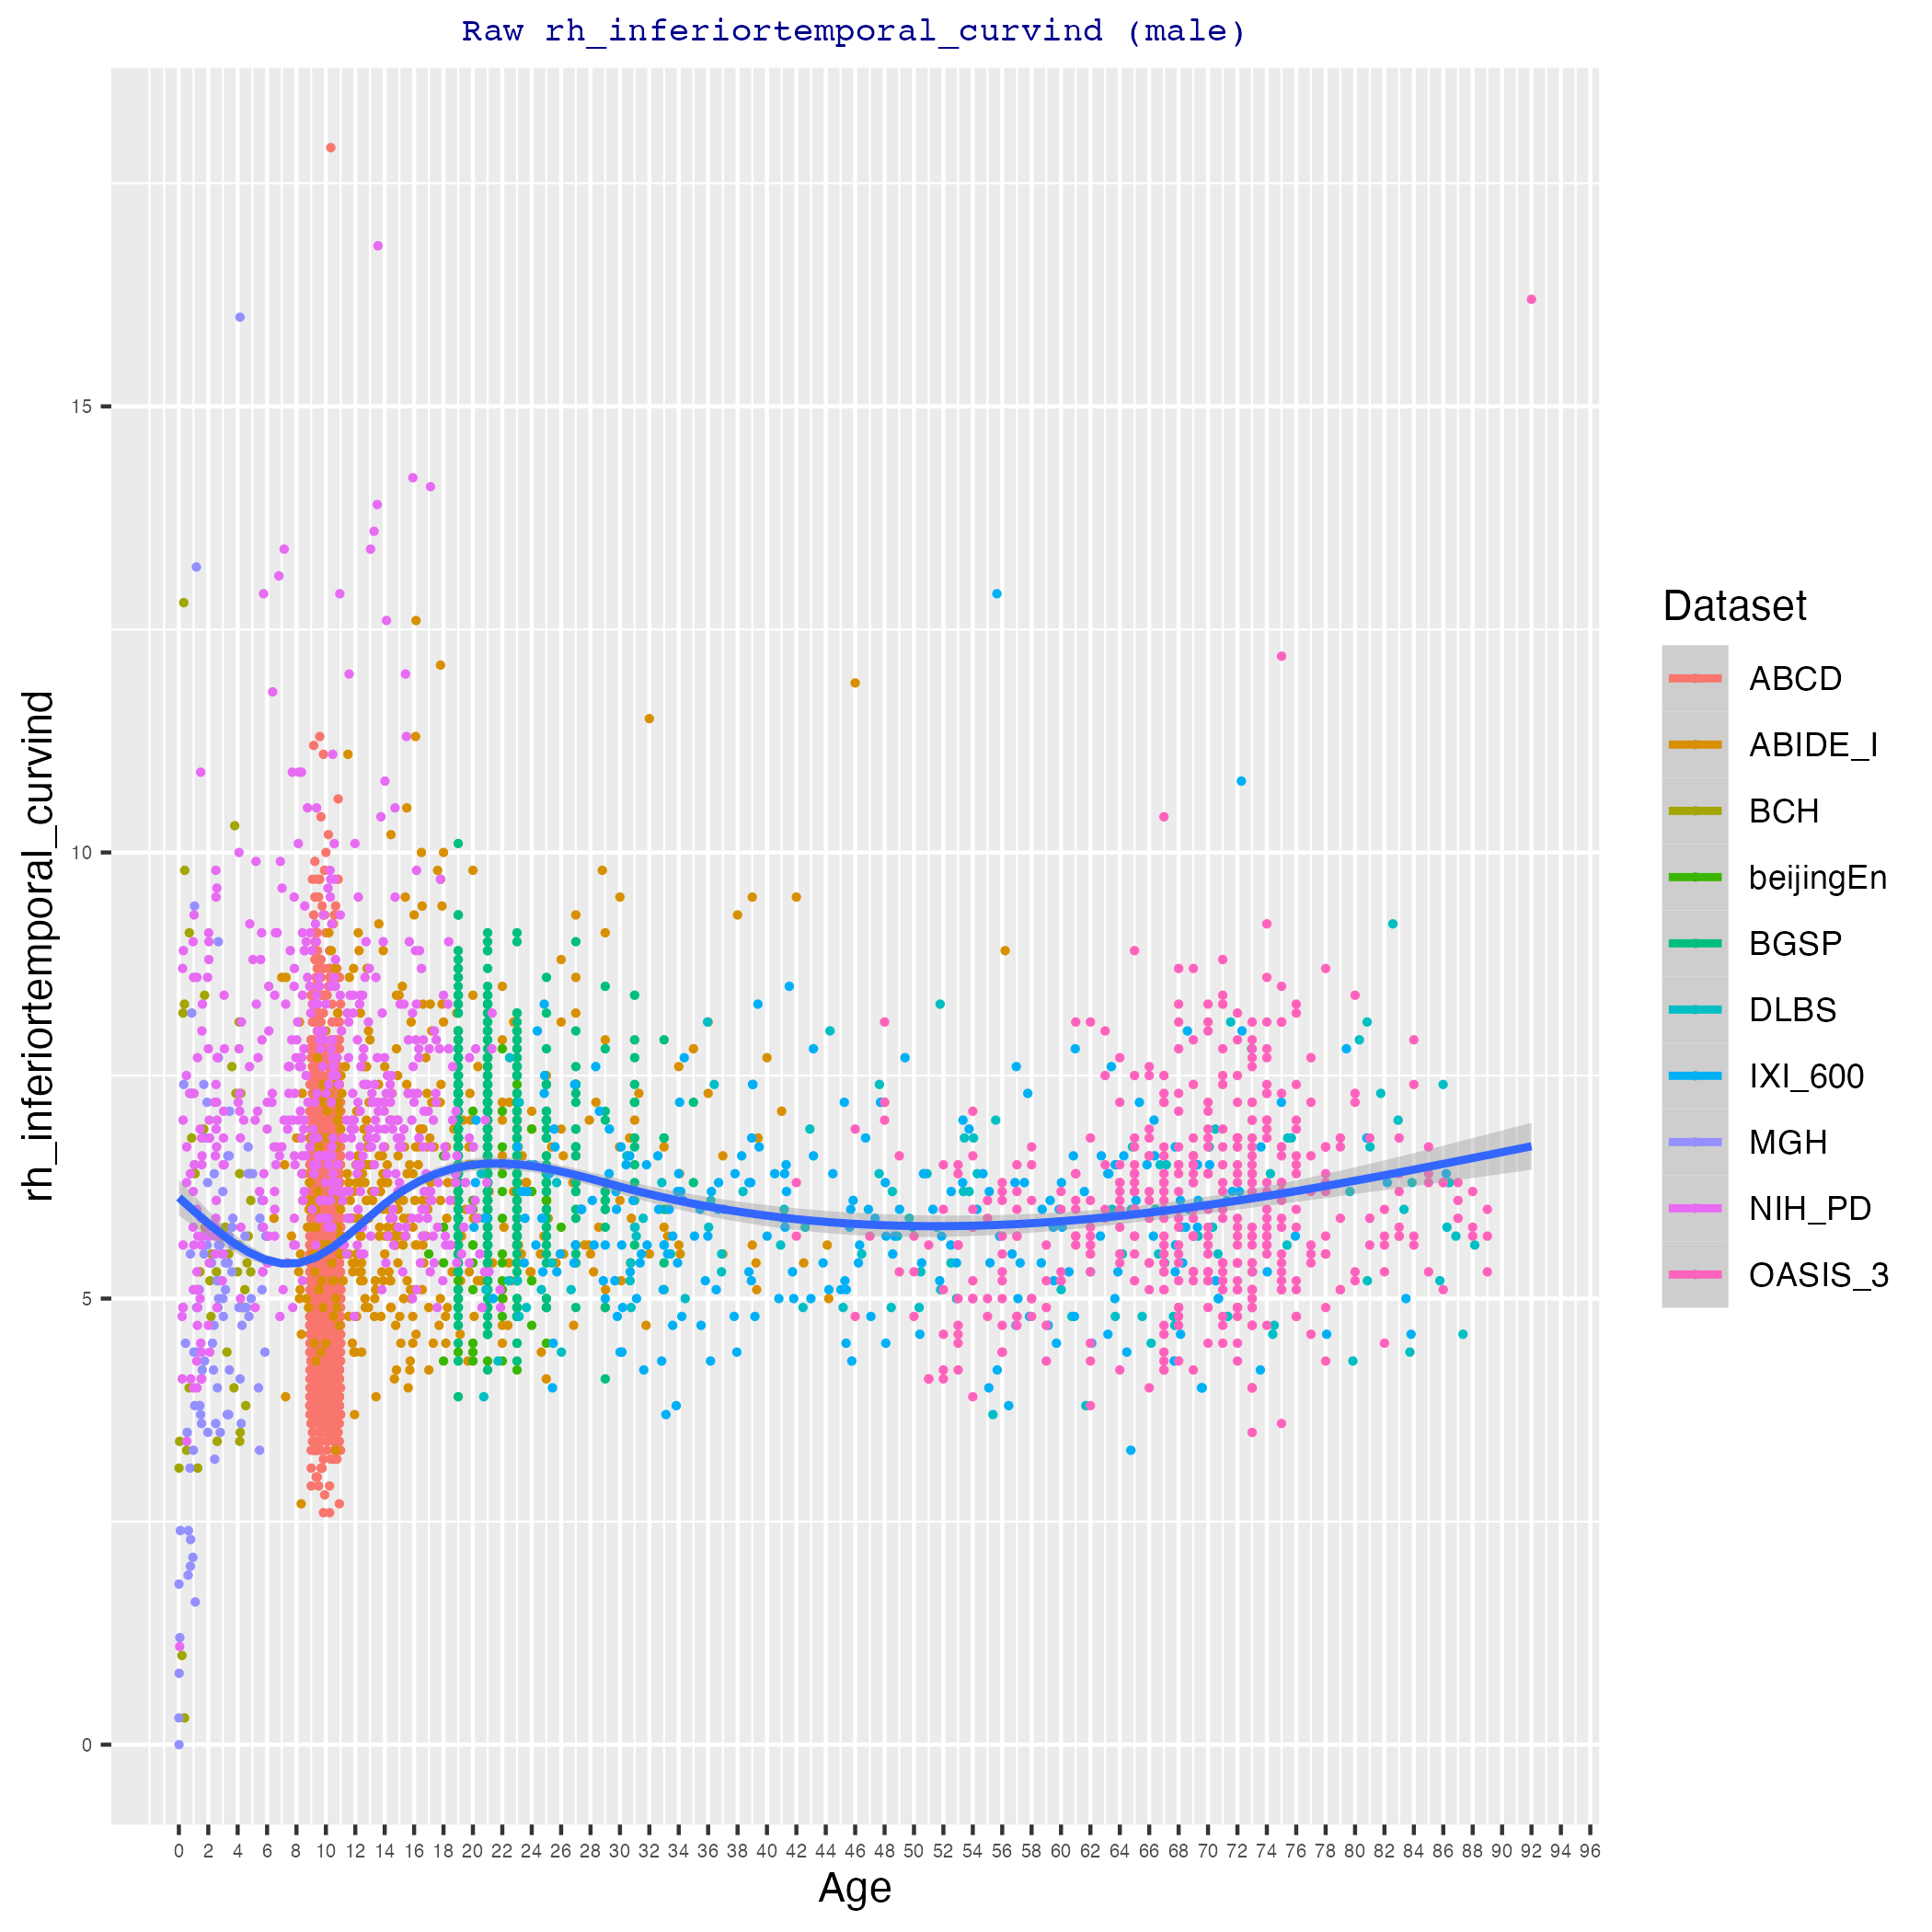 Raw rh_inferiortemporal_curvind (male)
rh_inferiortemporal_curvind
15
10
5
0
0 2 4 6 8 10 12 14 16 18 20 22 24 26 28 30 32 34 36 38 40 42 44 46 48 50 52 54 56 58 60 62 64 66 68 70 72 74 76 78 80 82 84 86 88 90 92 94 96
Age
Dataset
ABCD
ABIDE_I
BCH
beijingEn
BGSP
DLBS
IXI_600
MGH
NIH_PD
OASIS_3